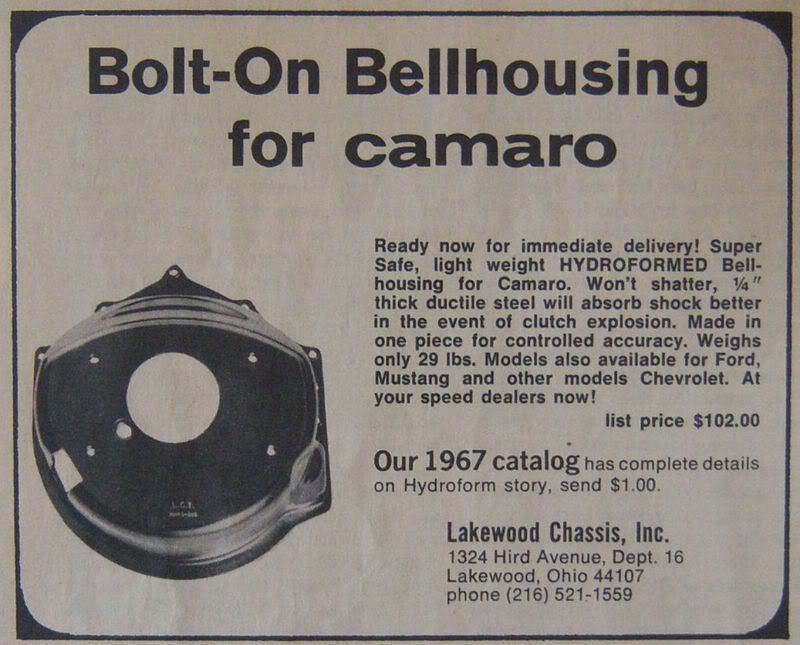 Bolt-On Bellhousing
for camaro
Ready now for immediate delivery! Super
Safe, light weight HYDROFORMED Bell-
housing for Camaro. Won't shatter, ¼"
thick ductile steel will absorb shock better
in the event of clutch explosion. Made in
one piece for controlled accuracy. Weighs
only 29 lbs. Models also available for Ford,
Mustang and other models Chevrolet. At
your speed dealers now!
list price $102.00
Our 1967 catalog has complete details
on Hydroform story, send $1.00.
Lakewood Chassis, Inc.
1324 Hird Avenue, Dept. 16
Lakewood, Ohio 44107
phone (216) 521-1559